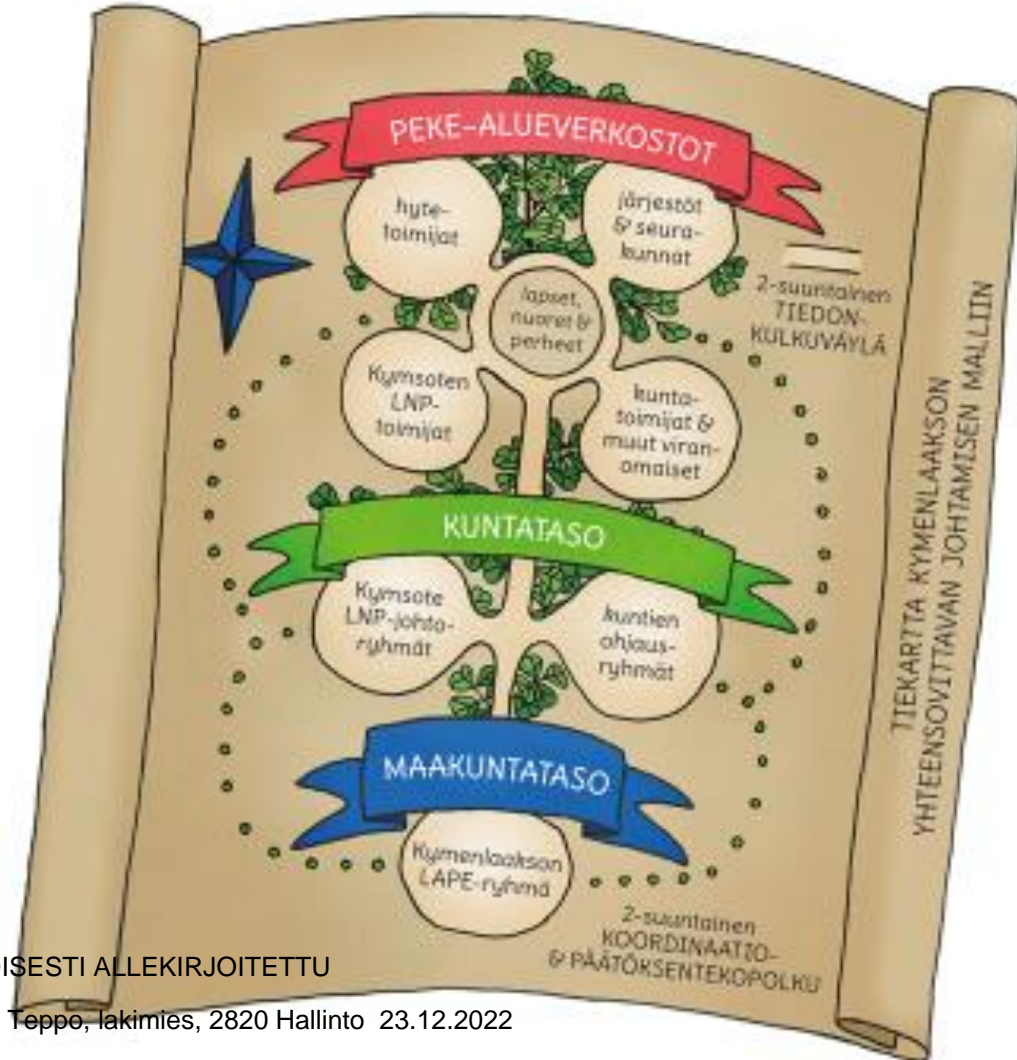 PEKE-ALUEVERKOSTOT
hyte-
toimijat
järjestöt
& seura-
kunnat
lapset,
nuoret &
perheet
2-suuntainen
TIEDON-
KULKUVÄYLÄ
Kymsoten
LNP-
toimijat
kunta-
toimijat &
muut viran-
omaiset
KUNTATASO
Kymsote
LNP-johto-
ryhmät
kuntien
ohjaus-
ryhmät
MAAKUNTATASO
Kymenlaakson
LAPE-ryhmä
2-suuntainen
KOORDINAATIO-
& PÄÄTÖKSENTEKOPOLKU
TIEKARTTA KYMENLAAKSON
YHTEENSOVITTAVAN JOHTAMISEN MALLIIN
OISESTI ALLEKIRJOITETTU
Teppo, lakimies, 2820 Hallinto 23.12.2022